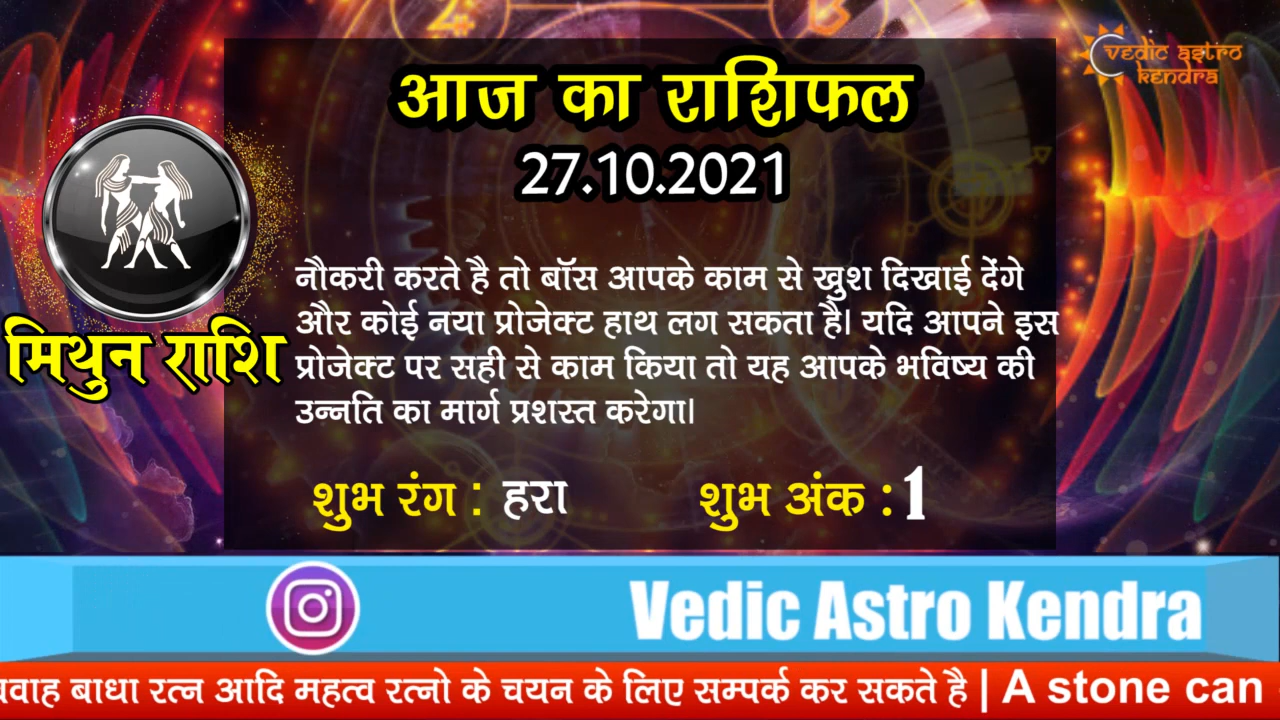 vedic astro
kendra
आज का राशिफल
27.10.2021
मिथुन राशि
नौकरी करते है तो बॉस आपके काम से खुश दिखाई देंगे
और कोई नया प्रोजेक्ट हाथ लग सकता है। यदि आपने इस
प्रोजेक्ट पर सही से काम किया तो यह आपके भविष्य की
उन्नति का मार्ग प्रशस्त करेगा।
शुभ रंग : हरा
शुभ अंक : 1
Vedic Astro Kendra
बाधा रत्न आदि महत्व रत्नो के चयन के लिए सम्पर्क कर सकते है | A stone can